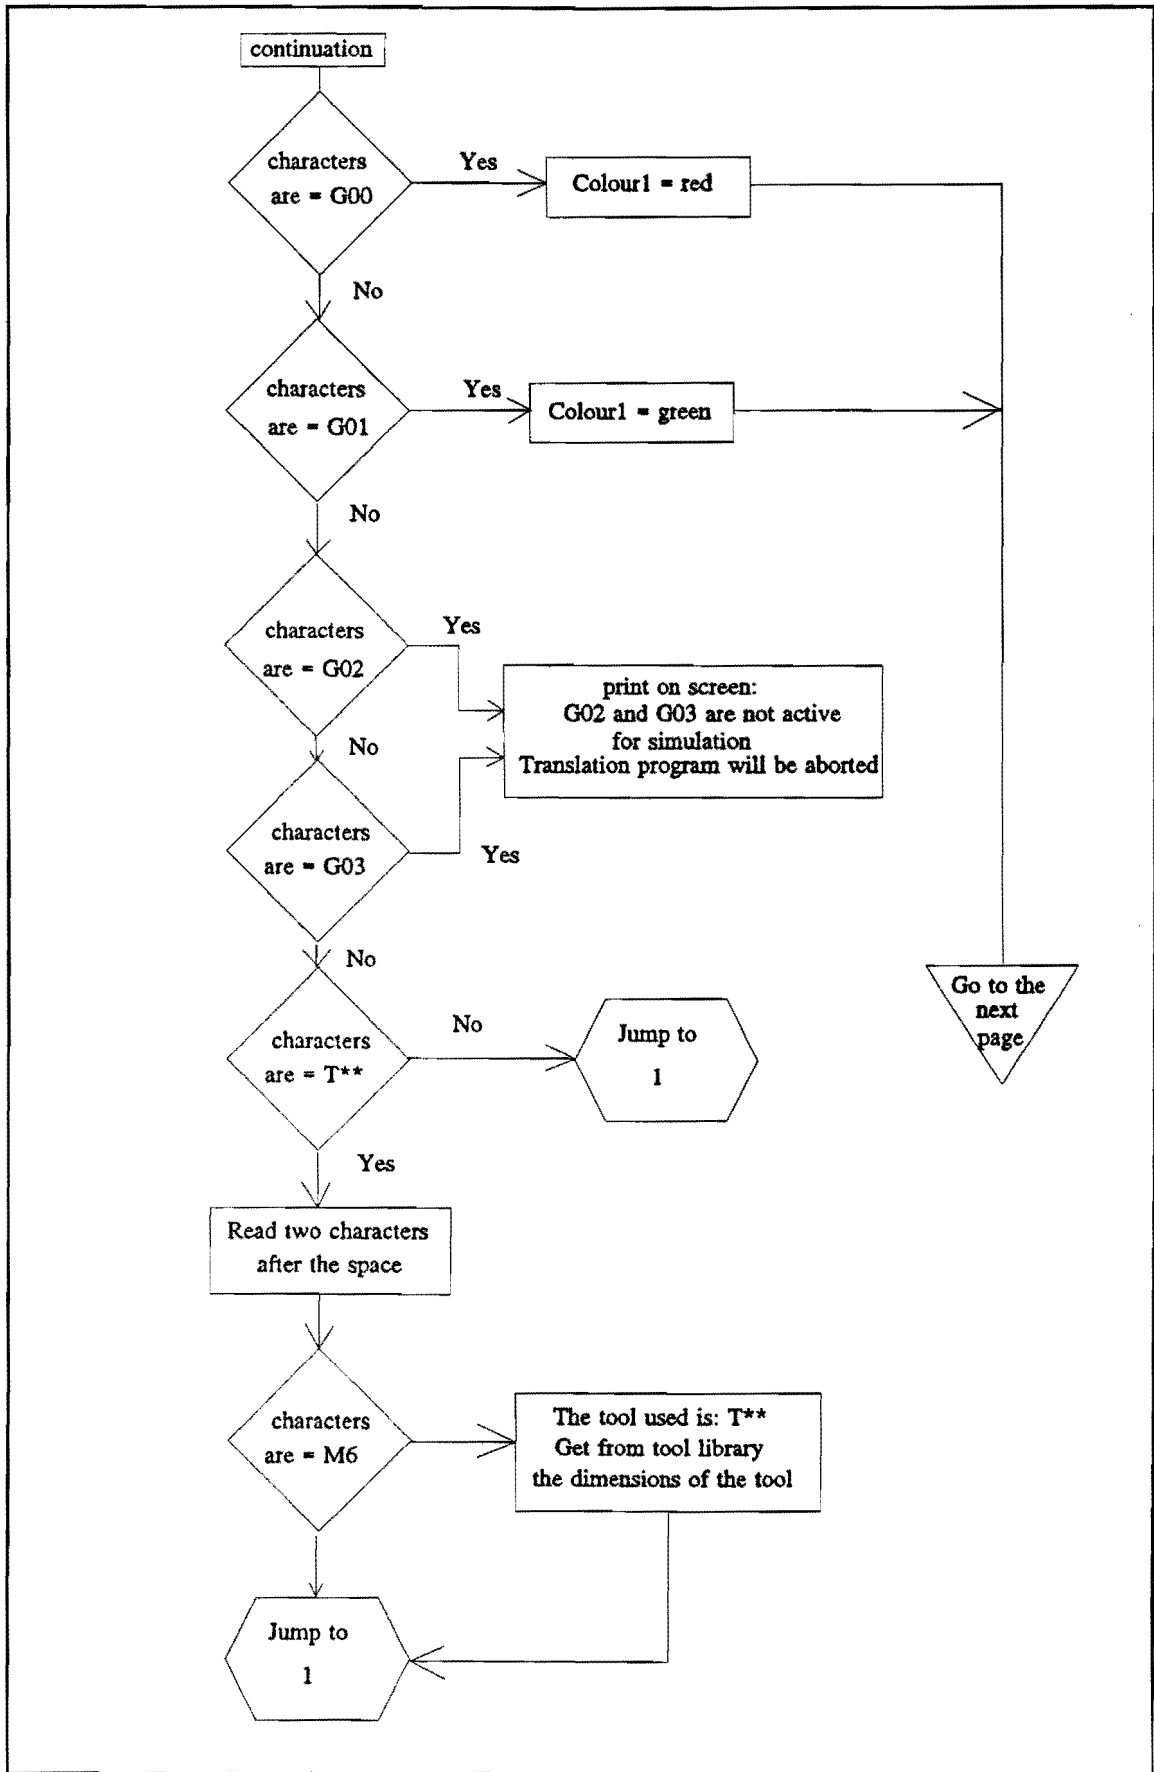 continuation
characters
are = G00
Yes
Colour1 = red
No
characters
are = G01
Yes
Colour1 = green
No
characters
are = G02
Yes
print on screen:
G02 and G03 are not active
for simulation
Translation program will be aborted
No
characters
are = G03
Yes
No
Go to the
next
page
characters
are = T**
No
Jump to
1
Yes
Read two characters
after the space
characters
are = M6
The tool used is: T**
Get from tool library
the dimensions of the tool
Jump to
1